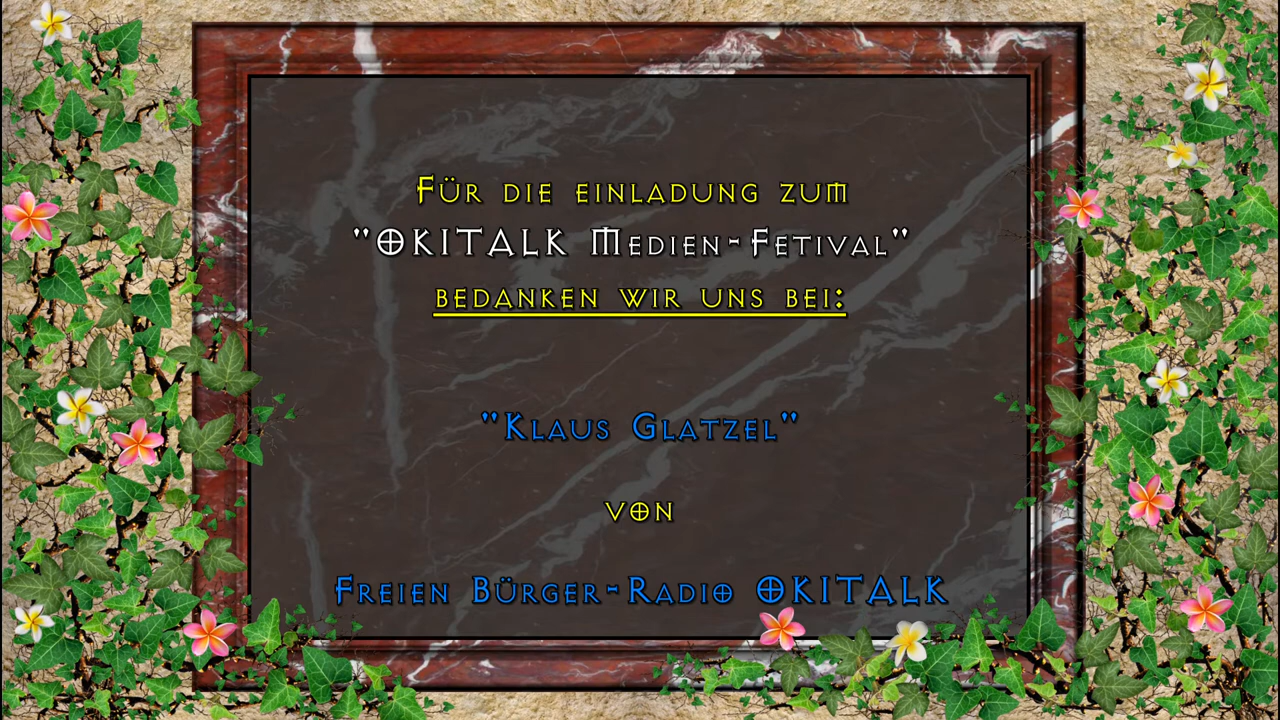 Für die einladung zum
"OKITALK Medien-Fetival"
bedanken wir uns bei:
"Klaus Glatzel"
von
Freien Bürger-Radio OKITALK